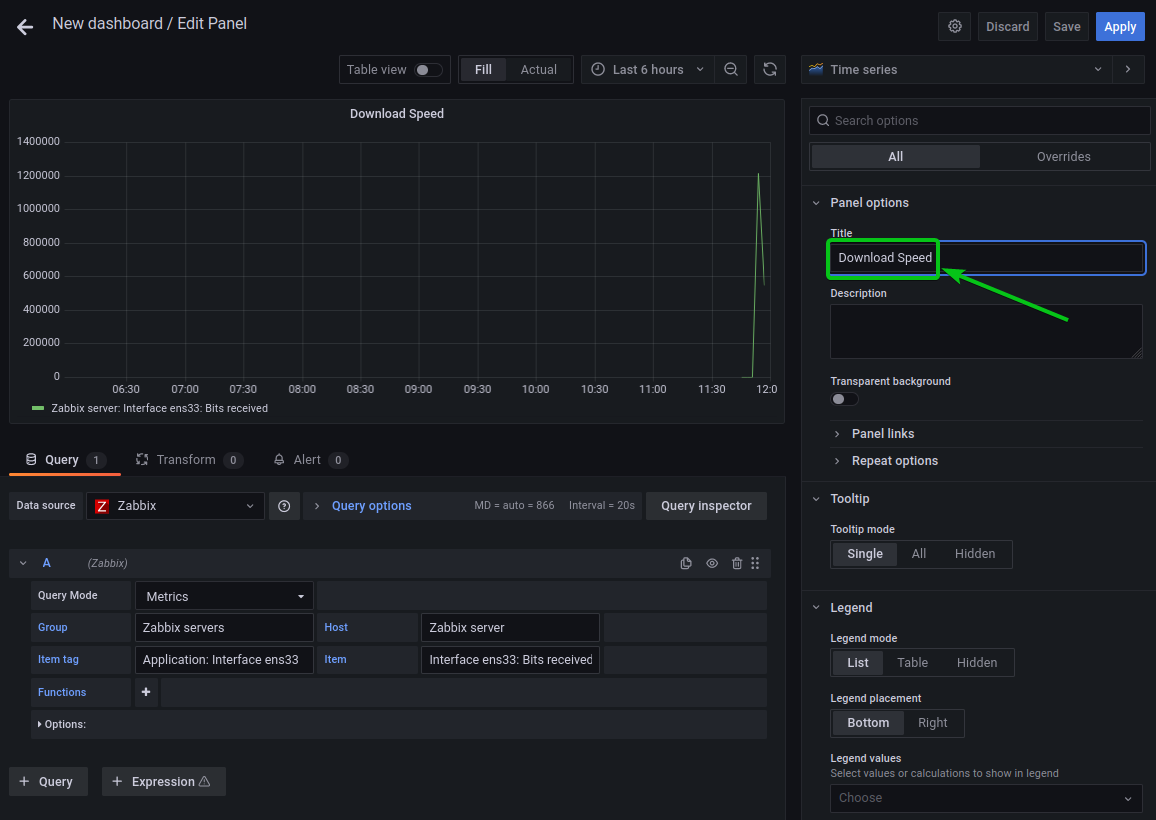 New dashboard / Edit Panel
Discard
Save
Apply
Table view
Fill
Actual
Last 6 hours
Time series
Download Speed
1400000
1200000
1000000
800000
600000
400000
200000
0
06:30 07:00 07:30 08:00 08:30 09:00 09:30 10:00 10:30 11:00 11:30 12:0
Zabbix server: Interface ens33: Bits received
Query 1
Transform 0
Alert 0
Data source
Z Zabbix
Query options
MD = auto = 866
Interval = 20s
Query inspector
A (Zabbix)
Query Mode Metrics
Group Zabbix servers Host Zabbix server
Item tag Application: Interface ens33 Item Interface ens33: Bits received
Functions +
Options:
+ Query
+ Expression
Search options
All
Overrides
Panel options
Title
Download Speed
Description
Transparent background
Panel links
Repeat options
Tooltip
Tooltip mode
Single All Hidden
Legend
Legend mode
List Table Hidden
Legend placement
Bottom Right
Legend values
Select values or calculations to show in legend
Choose